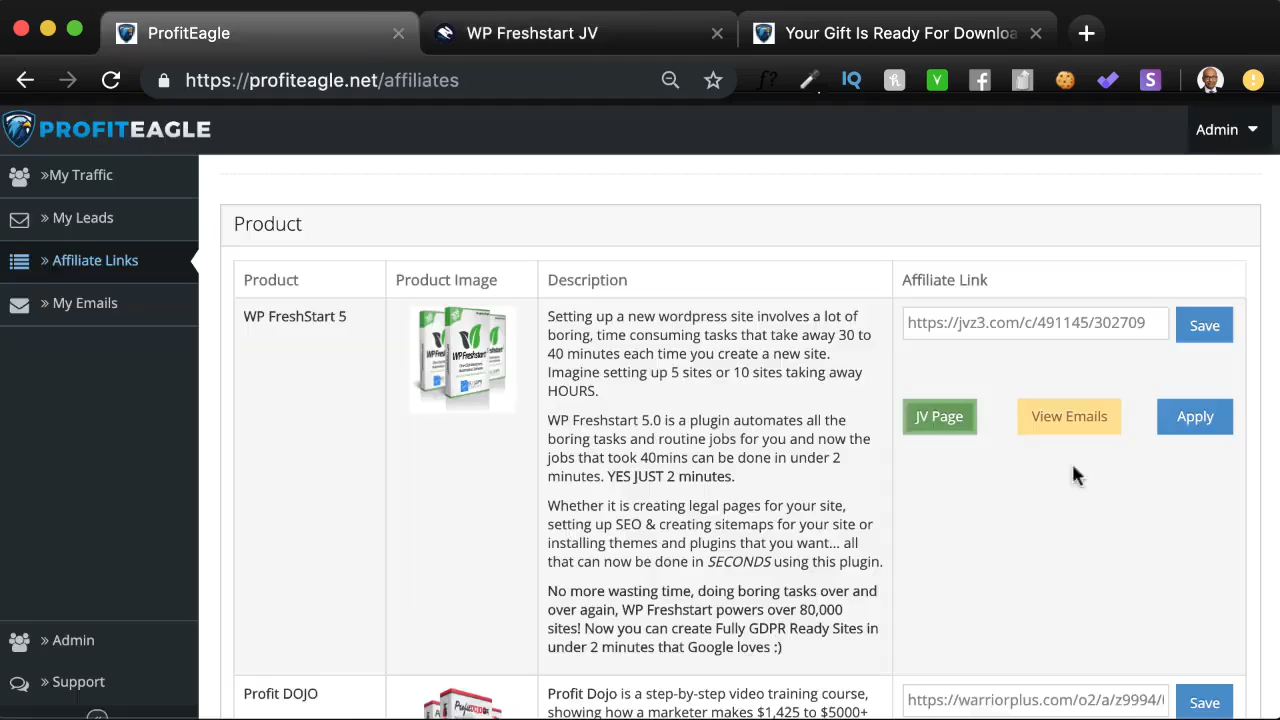 ProfitEagle
WP Freshstart JV
Your Gift Is Ready For Downloa
https://profiteagle.net/affiliates
f?
IQ
PROFITEAGLE
Admin
»My Traffic
» My Leads
» Affiliate Links
» My Emails
» Admin
» Support
Product
Product
Product Image
Description
Affiliate Link
WP FreshStart 5
WP Freshstart
Setting up a new wordpress site involves a lot of
boring, time consuming tasks that take away 30 to
40 minutes each time you create a new site.
Imagine setting up 5 sites or 10 sites taking away
HOURS.
WP Freshstart 5.0 is a plugin automates all the
boring tasks and routine jobs for you and now the
jobs that took 40mins can be done in under 2
minutes. YES JUST 2 minutes.
Whether it is creating legal pages for your site,
setting up SEO & creating sitemaps for your site or
installing themes and plugins that you want... all
that can now be done in SECONDS using this plugin.
No more wasting time, doing boring tasks over and
over again, WP Freshstart powers over 80,000
sites! Now you can create Fully GDPR Ready Sites in
under 2 minutes that Google loves :)
https://jvz3.com/c/491145/302709
Save
JV Page
View Emails
Apply
Profit DOJO
Profit Dojo is a step-by-step video training course,
showing how a marketer makes $1,425 to $5000+
https://warriorplus.com/o2/a/z9994/
Save